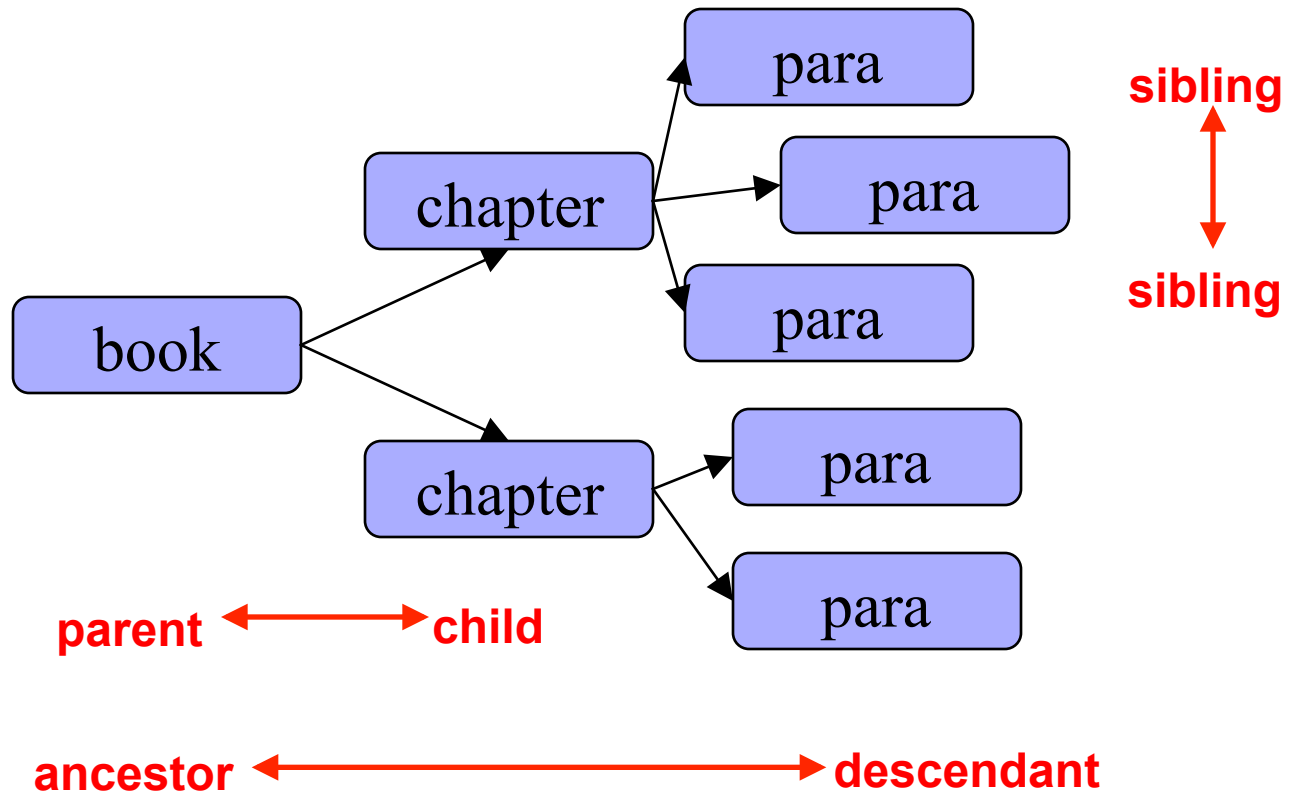 para
sibling
chapter
para
sibling
para
book
para
chapter
para
parent
child
ancestor
descendant